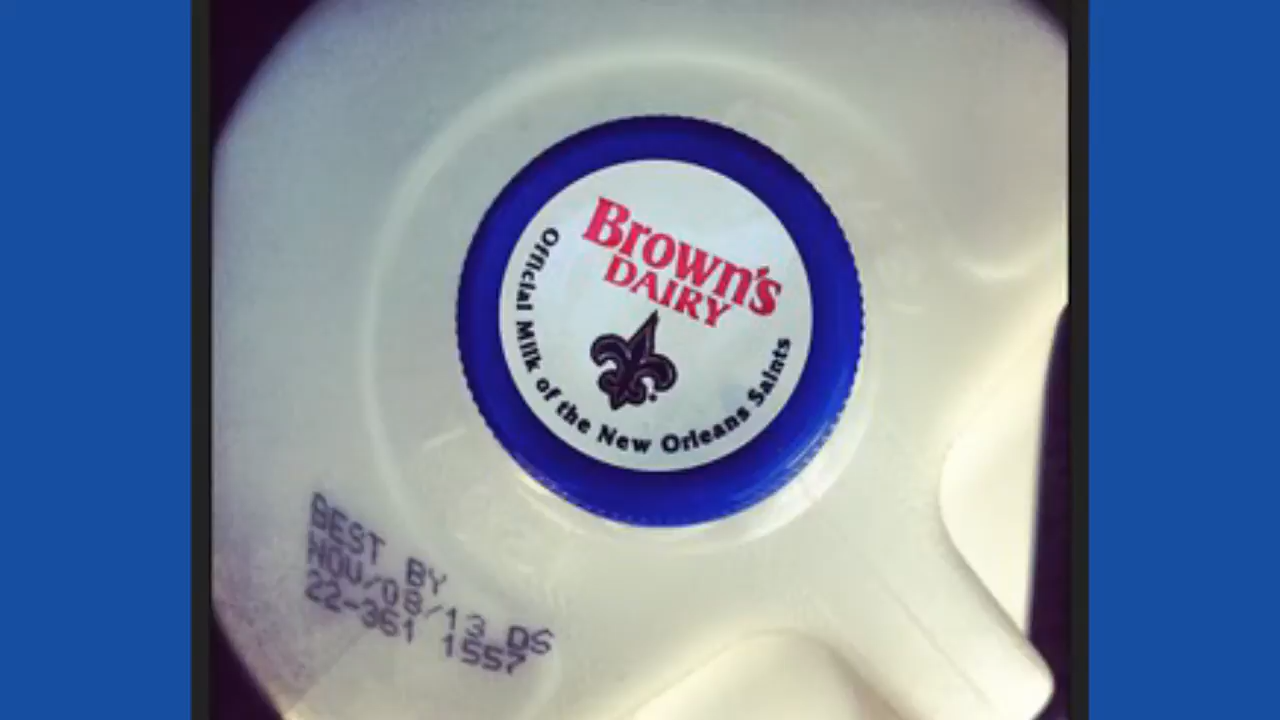 Brown's
DAIRY
Official Milk of the New Orleans Saints
BEST BY
NOV/08/13 DS
22-361 1557